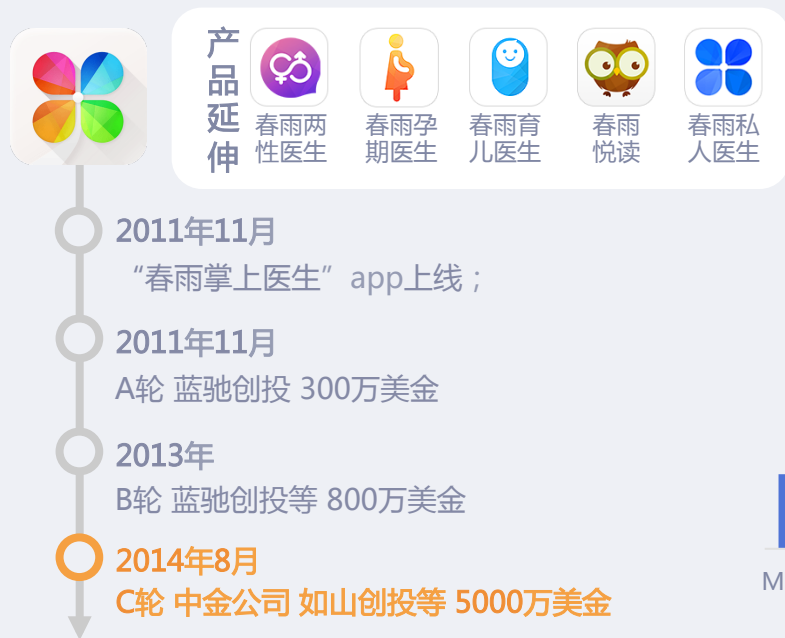 产品延伸
春雨两性医生
春雨孕期医生
春雨育儿医生
春雨悦读
春雨私人医生
2011年11月
“春雨掌上医生”app上线；
2011年11月
A轮 蓝驰创投 300万美金
2013年
B轮 蓝驰创投等 800万美金
2014年8月
C轮 中金公司 如山创投等 5000万美金
M